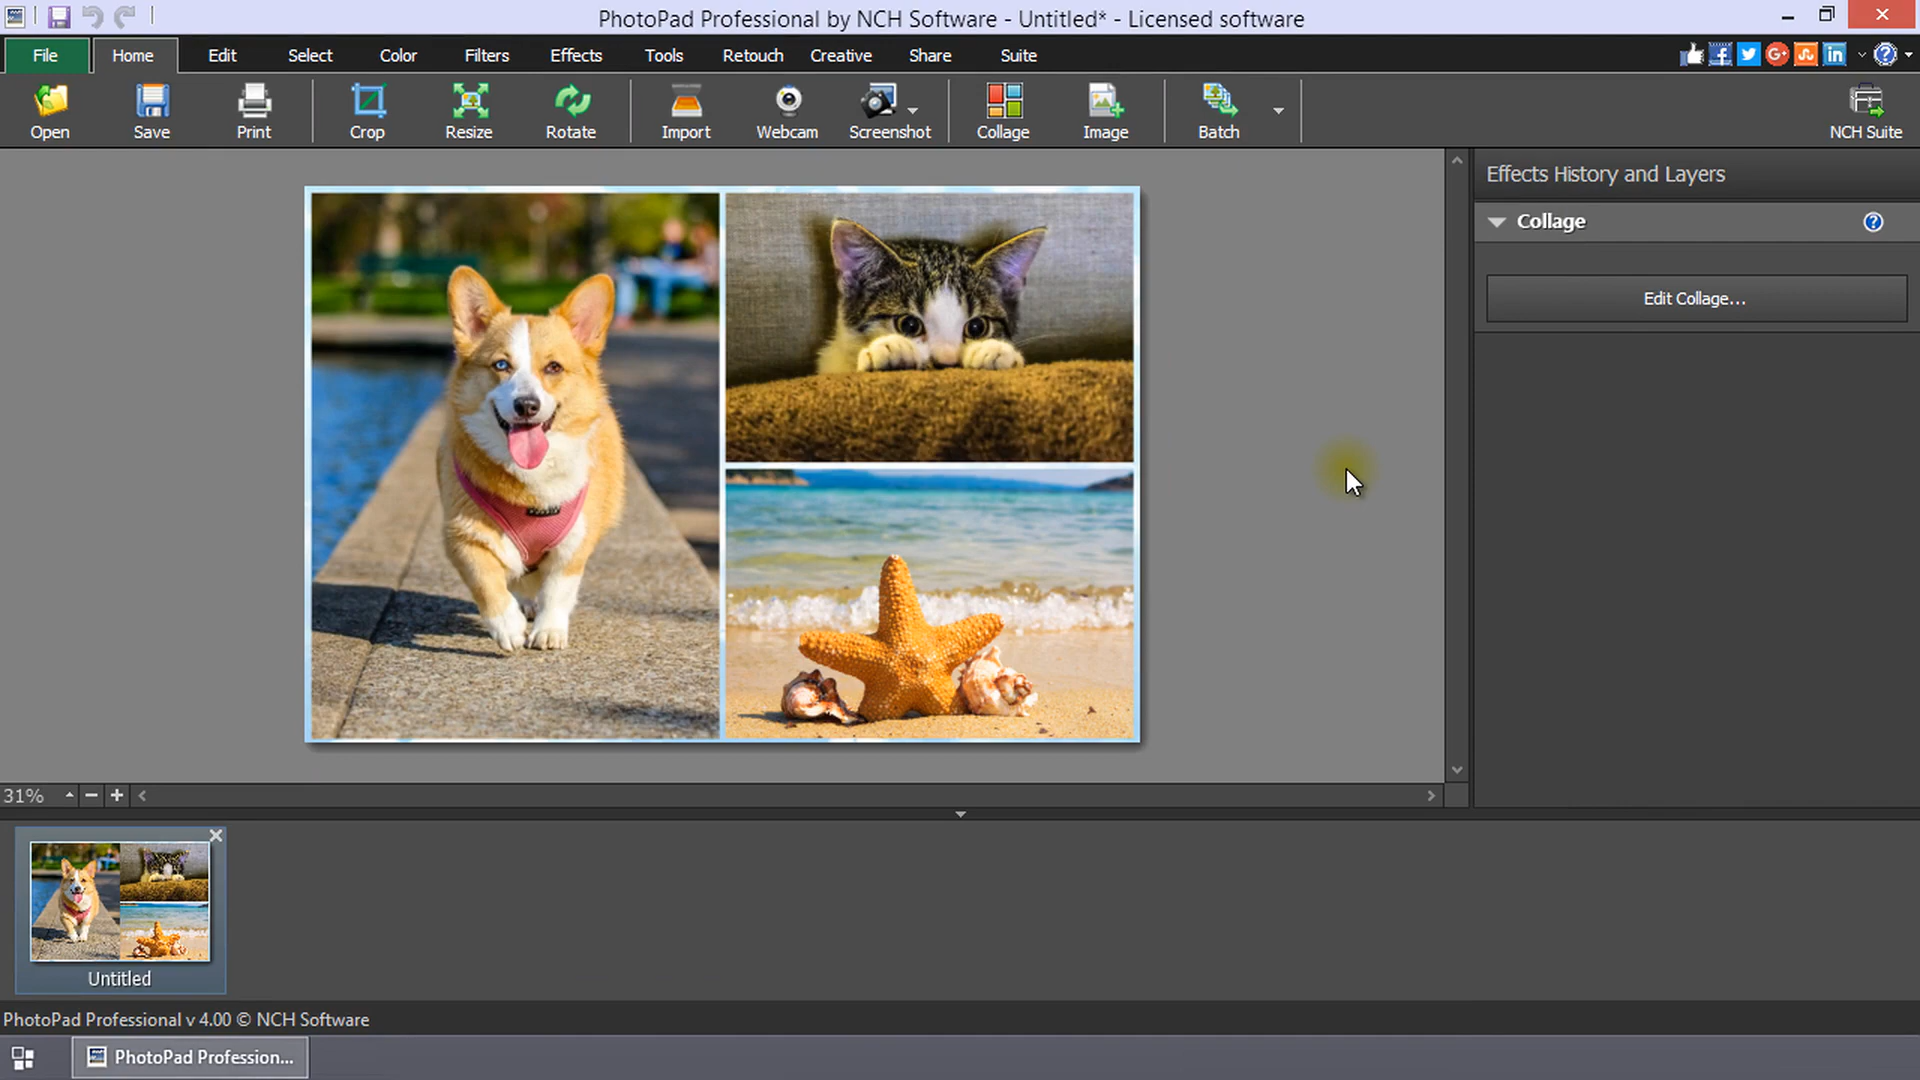 PhotoPad Professional by NCH Software - Untitled* - Licensed software
File Home Edit Select Color Filters Effects Tools Retouch Creative Share Suite
Open Save Print Crop Resize Rotate Import Webcam Screenshot Collage Image Batch NCH Suite
Effects History and Layers
Collage
Edit Collage...
31%
Untitled
PhotoPad Professional v 4.00 © NCH Software
PhotoPad Profession...